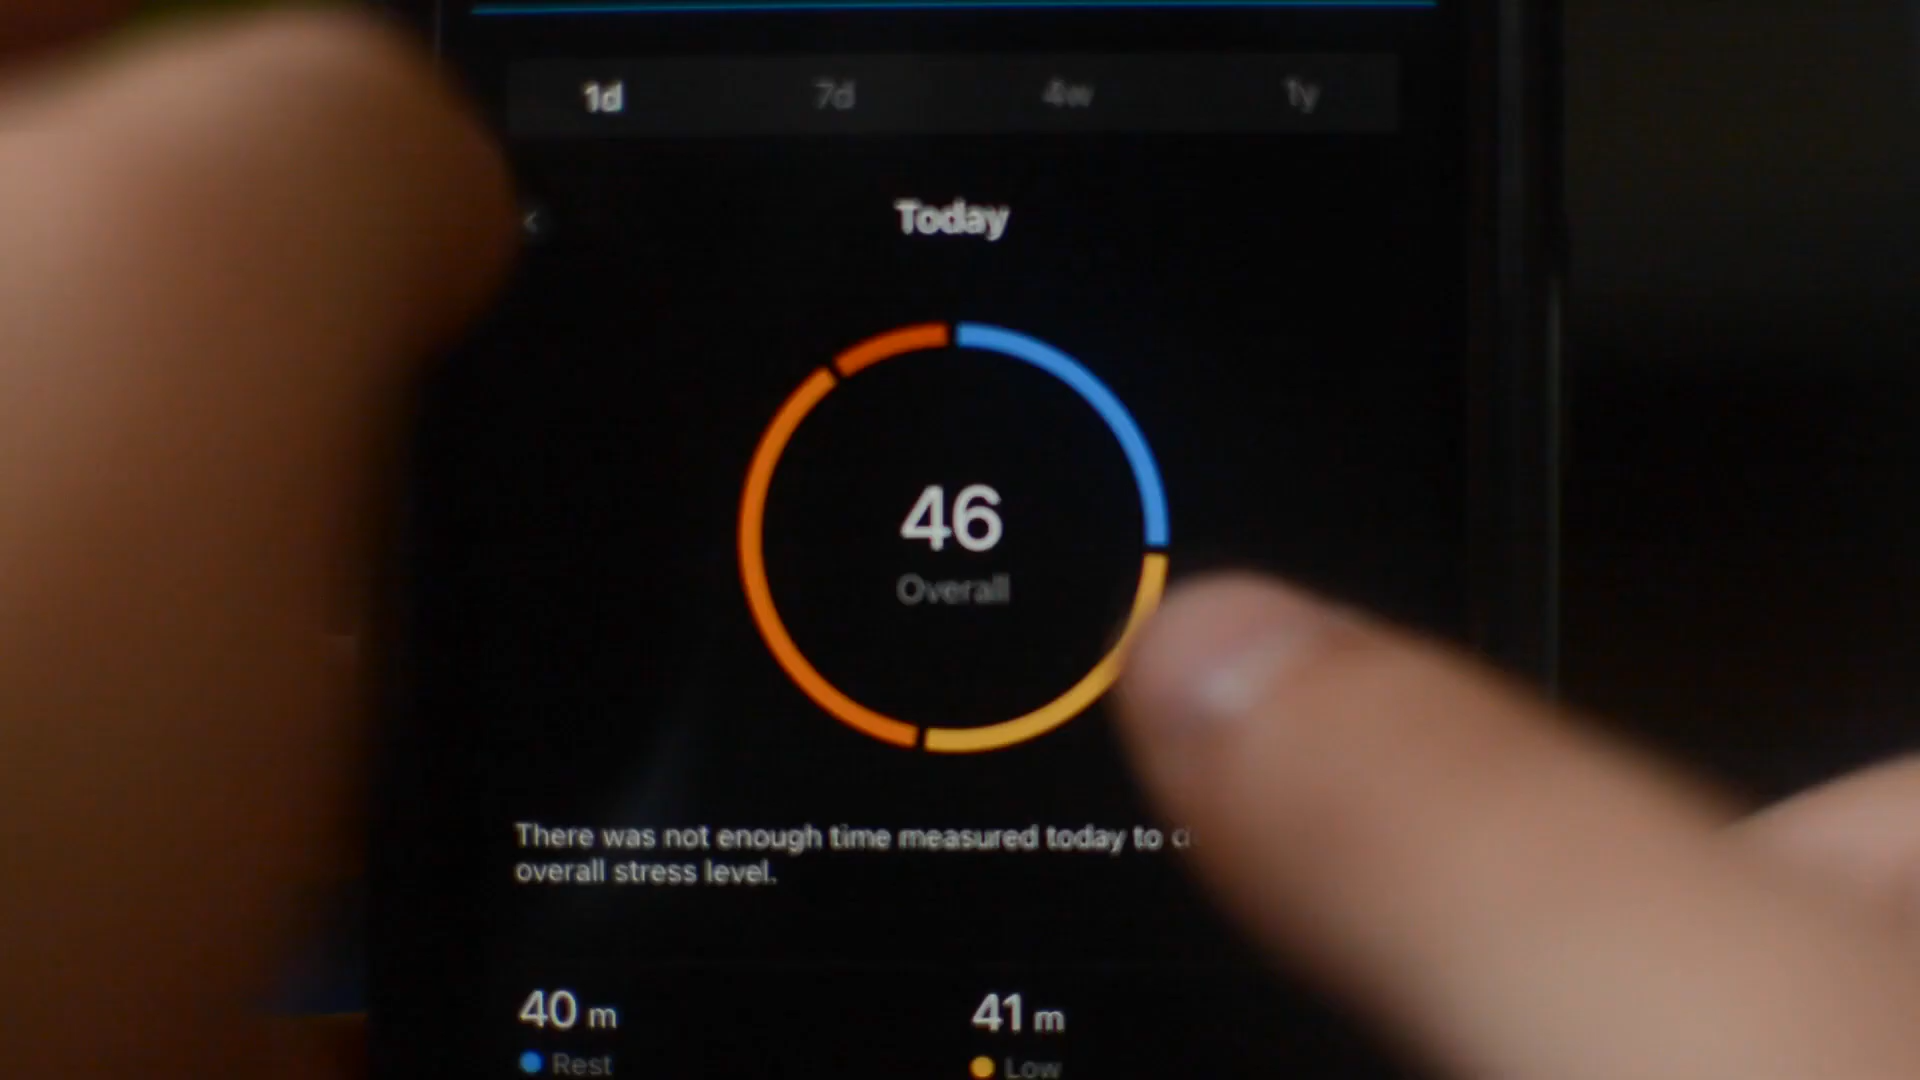 1d 7d 4w 1y
<
Today
46
Overall
There was not enough time measured today to
overall stress level.
40 m 41 m
Rest Low